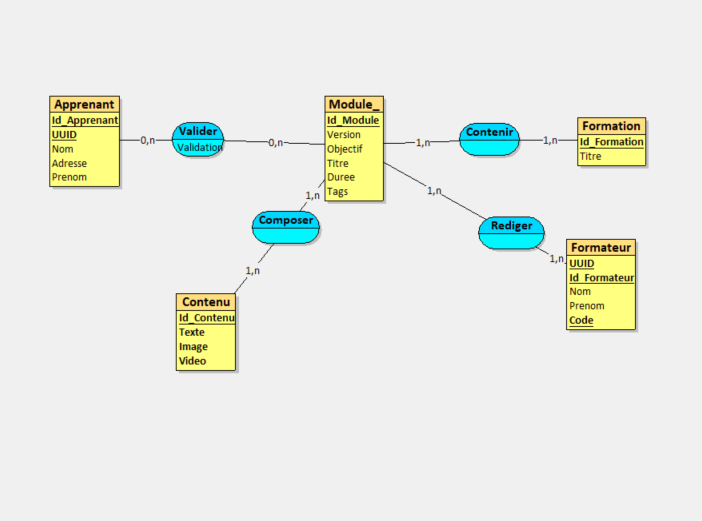 Apprenant
Id_Apprenant
UUID
Nom
Adresse
Prenom
0,n
Valider
Validation
0,n
Module_
Id_Module
Version
Objectif
Titre
Duree
Tags
1,n
Contenir
1,n
Formation
Id_Formation
Titre
1,n
Composer
1,n
Contenu
Id_Contenu
Texte
Image
Video
1,n
Rediger
1,n
Formateur
UUID
Id_Formateur
Nom
Prenom
Code